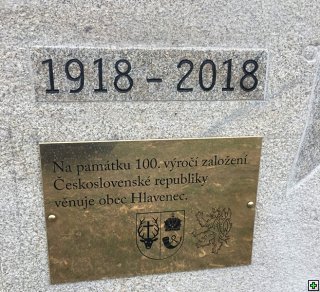 1918 - 2018
Na památku 100. výročí založení
Československé republiky
věnuje obec Hlavenec.